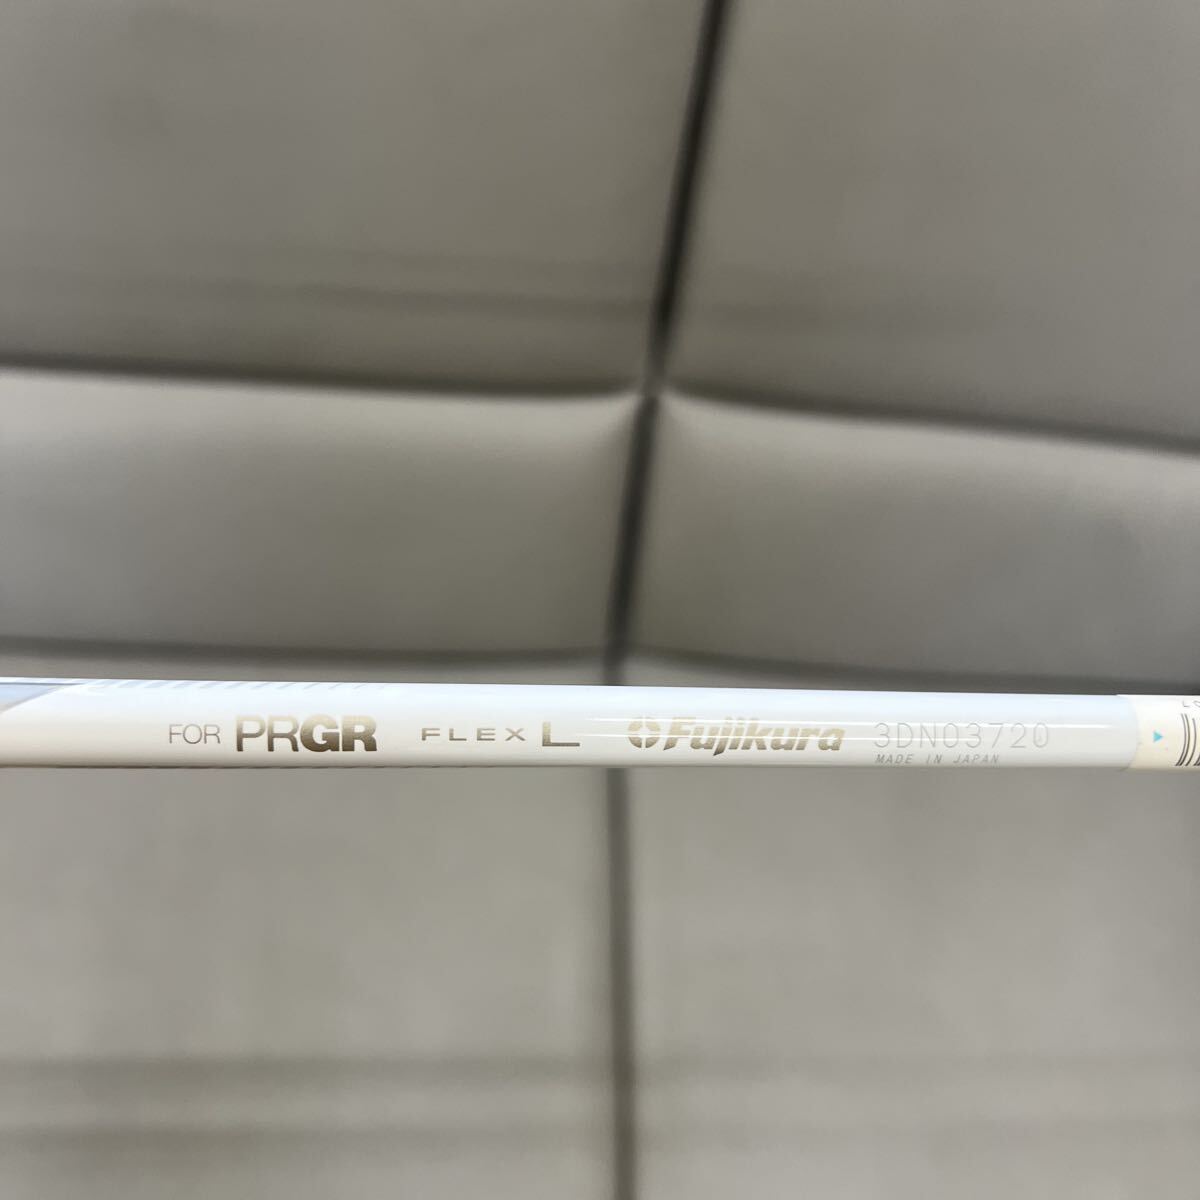 FOR PRGR FLEX L Fujikura 3DN03720
MADE IN JAPAN